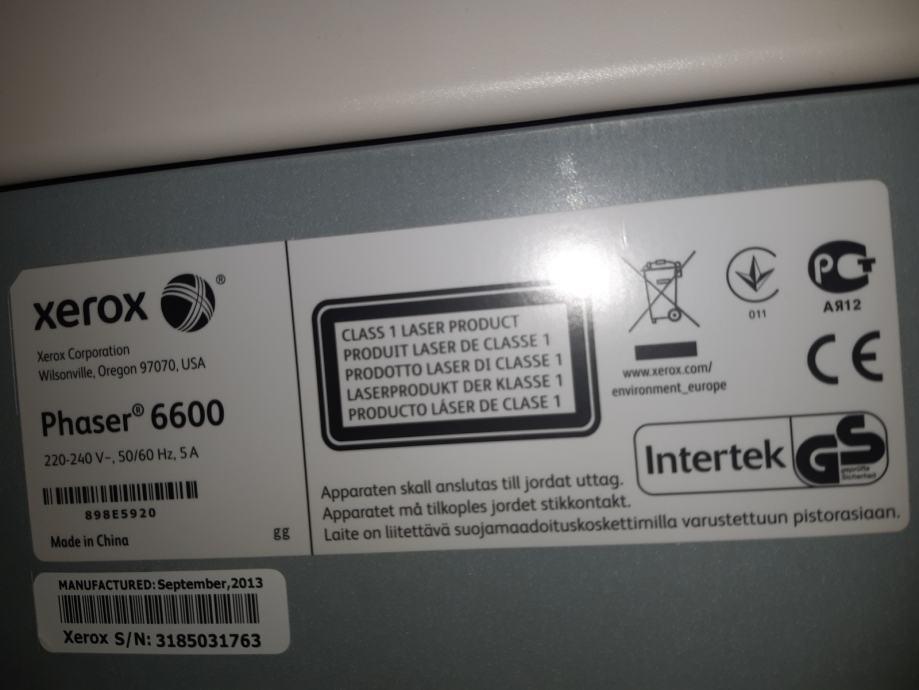 xerox ®
Xerox Corporation
Wilsonville, Oregon 97070, USA
Phaser® 6600
220-240 V~, 50/60 Hz, 5 A
898E5920
Made in China
gg
CLASS 1 LASER PRODUCT
PRODUIT LASER DE CLASSE 1
PRODOTTO LASER DI CLASSE 1
LASERPRODUKT DER KLASSE 1
PRODUCTO LÁSER DE CLASE 1
www.xerox.com/
environment_europe
011
PCT
АЯ12
CE
Intertek
GS
geprüfte
Sicherheit
Apparaten skall anslutas till jordat uttag.
Apparatet må tilkoples jordet stikkontakt.
Laite on liitettävä suojamaadoituskoskettimilla varustettuun pistorasiaan.
MANUFACTURED: September,2013
Xerox S/N: 3185031763